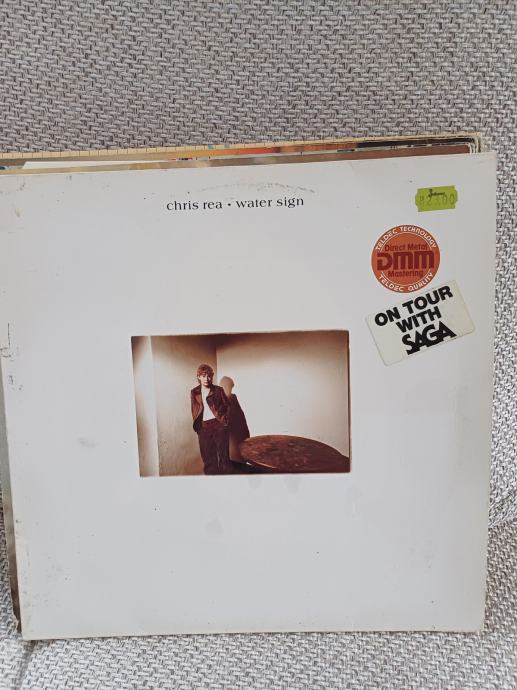 chris rea • water sign
TELDEC TECHNOLOGY
Direct Metal
DMM
Mastering
TELDEC QUALITY
ON TOUR
WITH
SAGA